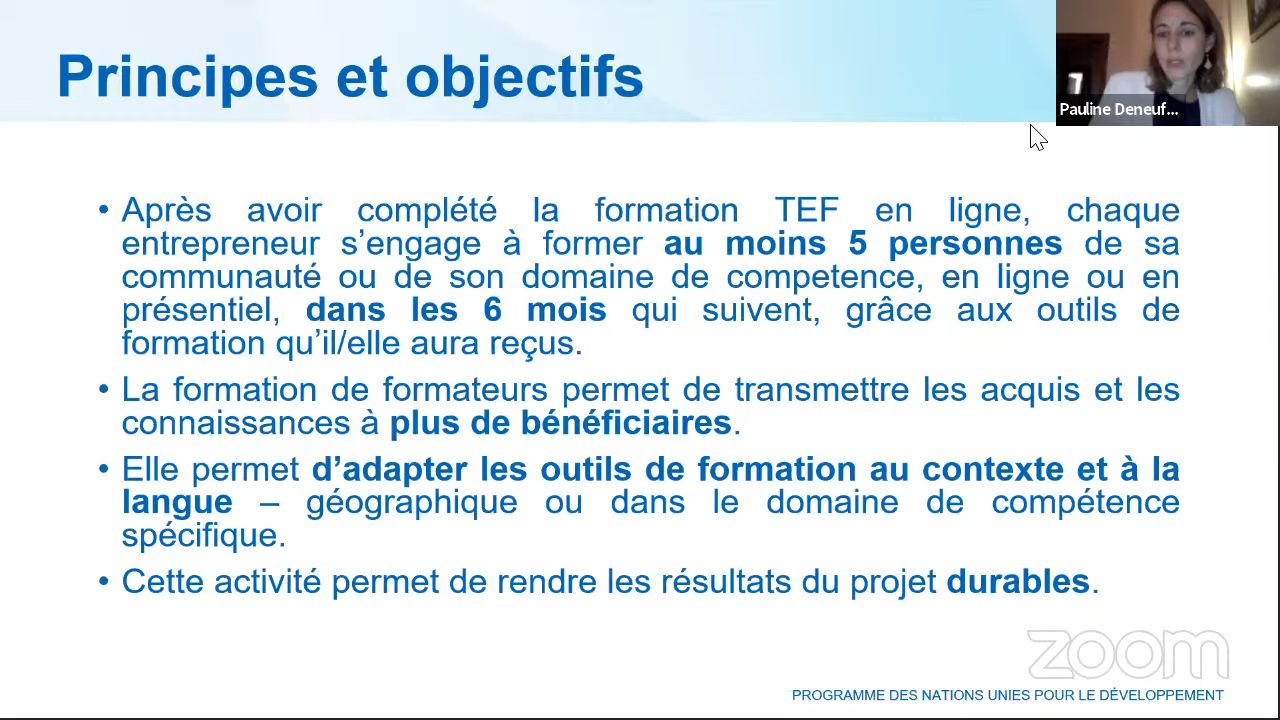 Principes et objectifs
Pauline Deneuf...
• Après avoir complété la formation TEF en ligne, chaque
entrepreneur s’engage à former au moins 5 personnes de sa
communauté ou de son domaine de competence, en ligne ou en
présentiel, dans les 6 mois qui suivent, grâce aux outils de
formation qu’il/elle aura reçus.
• La formation de formateurs permet de transmettre les acquis et les
connaissances à plus de bénéficiaires.
• Elle permet d’adapter les outils de formation au contexte et à la
langue – géographique ou dans le domaine de compétence
spécifique.
• Cette activité permet de rendre les résultats du projet durables.
zoom
PROGRAMME DES NATIONS UNIES POUR LE DÉVELOPPEMENT